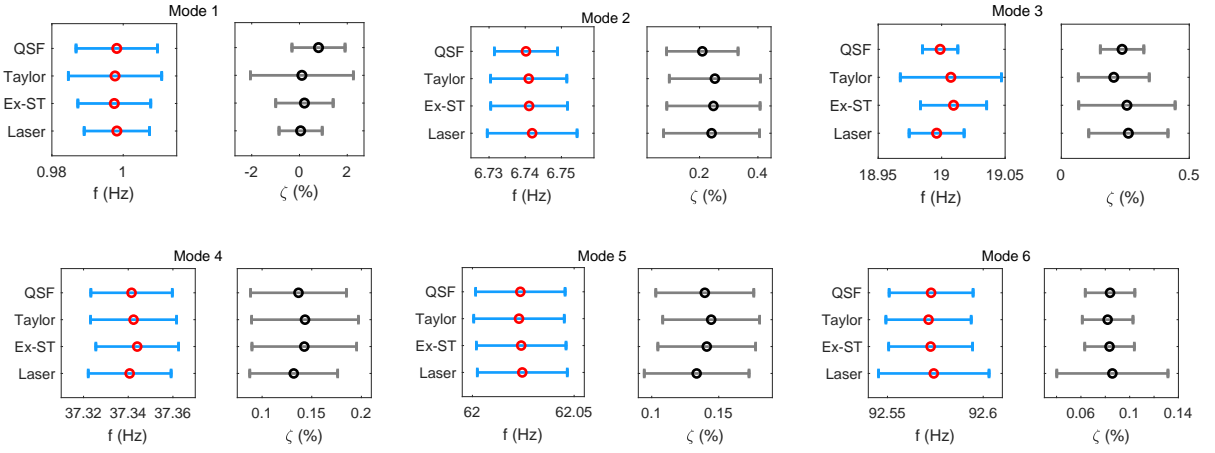 Mode 1
QSF
Taylor
Ex-ST
Laser
0.98
1
f (Hz)
-2
0
2
ζ (%)
Mode 2
QSF
Taylor
Ex-ST
Laser
6.73
6.74
6.75
f (Hz)
0.2
0.4
ζ (%)
Mode 3
QSF
Taylor
Ex-ST
Laser
18.95
19
19.05
f (Hz)
0
0.5
ζ (%)
Mode 4
QSF
Taylor
Ex-ST
Laser
37.32
37.34
37.36
f (Hz)
0.1
0.15
0.2
ζ (%)
Mode 5
QSF
Taylor
Ex-ST
Laser
62
62.05
f (Hz)
0.1
0.15
ζ (%)
Mode 6
QSF
Taylor
Ex-ST
Laser
92.55
92.6
f (Hz)
0.06
0.1
0.14
ζ (%)